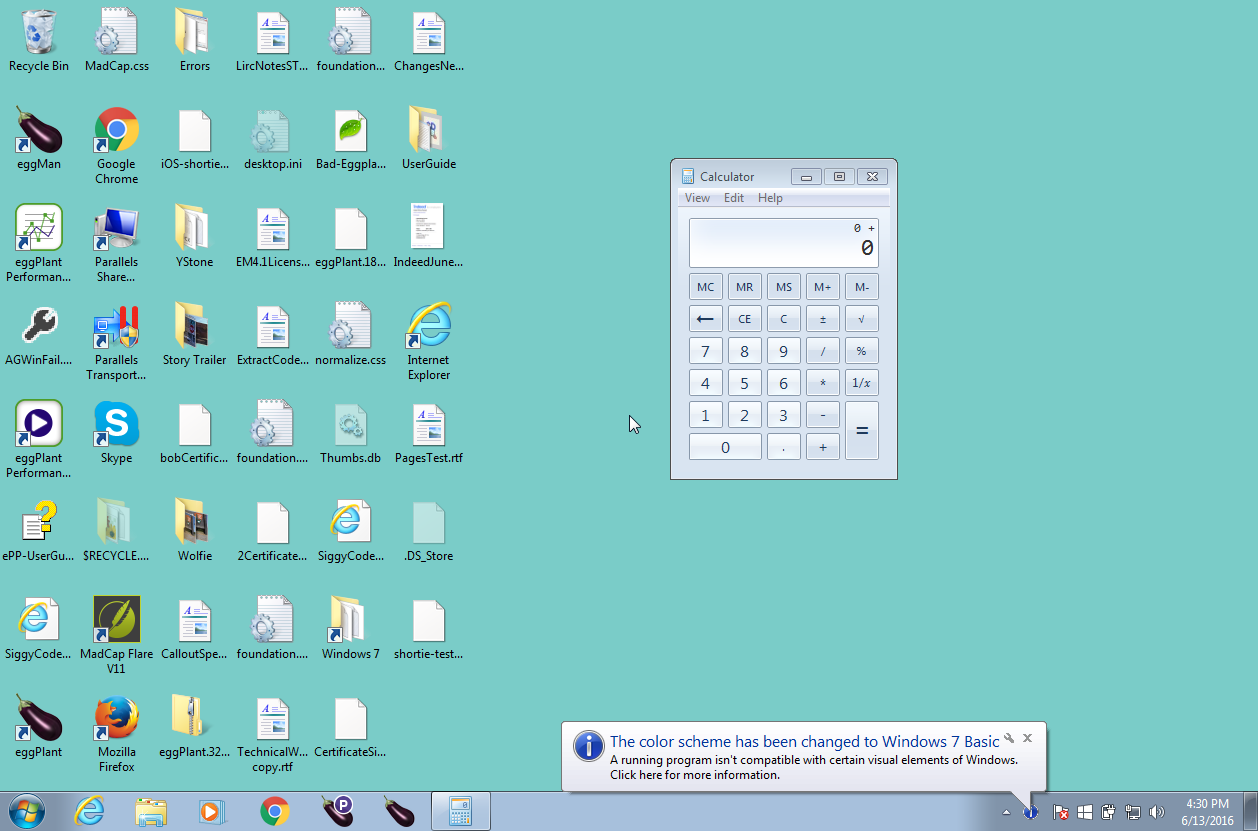 Recycle Bin
MadCap.css
Errors
LircNotesST...
foundation...
ChangesNe...
eggMan
Google
Chrome
iOS-shortie...
desktop.ini
Bad-Eggpla...
UserGuide
eggPlant
Performan...
Parallels
Share...
YStone
EM4.1Licens...
eggPlant.18...
IndeedJune...
AGWinFail....
Parallels
Transport...
Story Trailer
ExtractCode...
normalize.css
Internet
Explorer
eggPlant
Performan...
Skype
bobCertific...
foundation....
Thumbs.db
PagesTest.rtf
ePP-UserGu...
$RECYCLE....
Wolfie
2Certificate...
SiggyCode...
.DS_Store
SiggyCode...
MadCap Flare
V11
CalloutSpe...
foundation....
Windows 7
shortie-test...
eggPlant
Mozilla
Firefox
eggPlant.32...
TechnicalW...
copy.rtf
CertificateSi...
Calculator
View Edit Help
0 +
0
MC MR MS M+ M-
← CE C ± √
7 8 9 / %
4 5 6 * 1/x
1 2 3 - =
0 . +
The color scheme has been changed to Windows 7 Basic
A running program isn't compatible with certain visual elements of Windows.
Click here for more information.
P
4:30 PM
6/13/2016